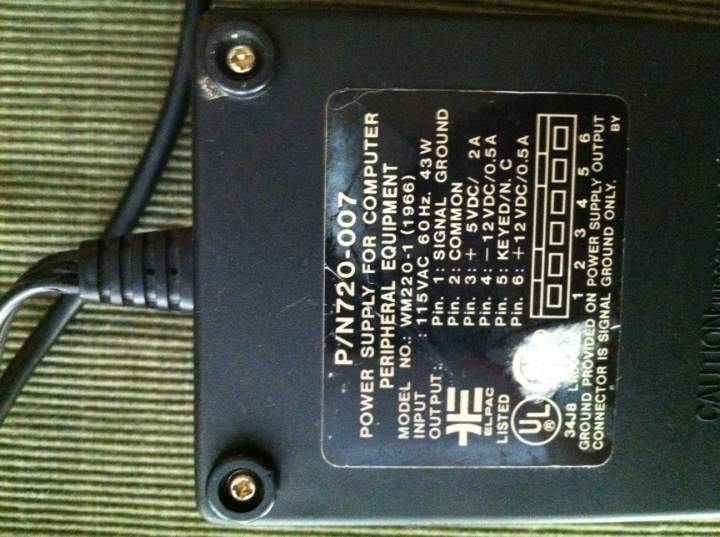 P/N720-007
POWER SUPPLY FOR COMPUTER
PERIPHERAL EQUIPMENT
MODEL NO.: WM220-1 (1966)
INPUT : 115VAC 60Hz. 43W
OUTPUT: Pin. 1: SIGNAL GROUND
Pin. 2: COMMON
Pin. 3: + 5VDC/ 2A
Pin. 4: -12VDC/0.5A
Pin. 5: KEYED/N.C
Pin. 6: +12VDC/0.5A
ELPAC
LISTED
UL
34J8
1 2 3 4 5 6
GROUND PROVIDED ON POWER SUPPLY OUTPUT
CONNECTOR IS SIGNAL GROUND ONLY. BY
CAUTION